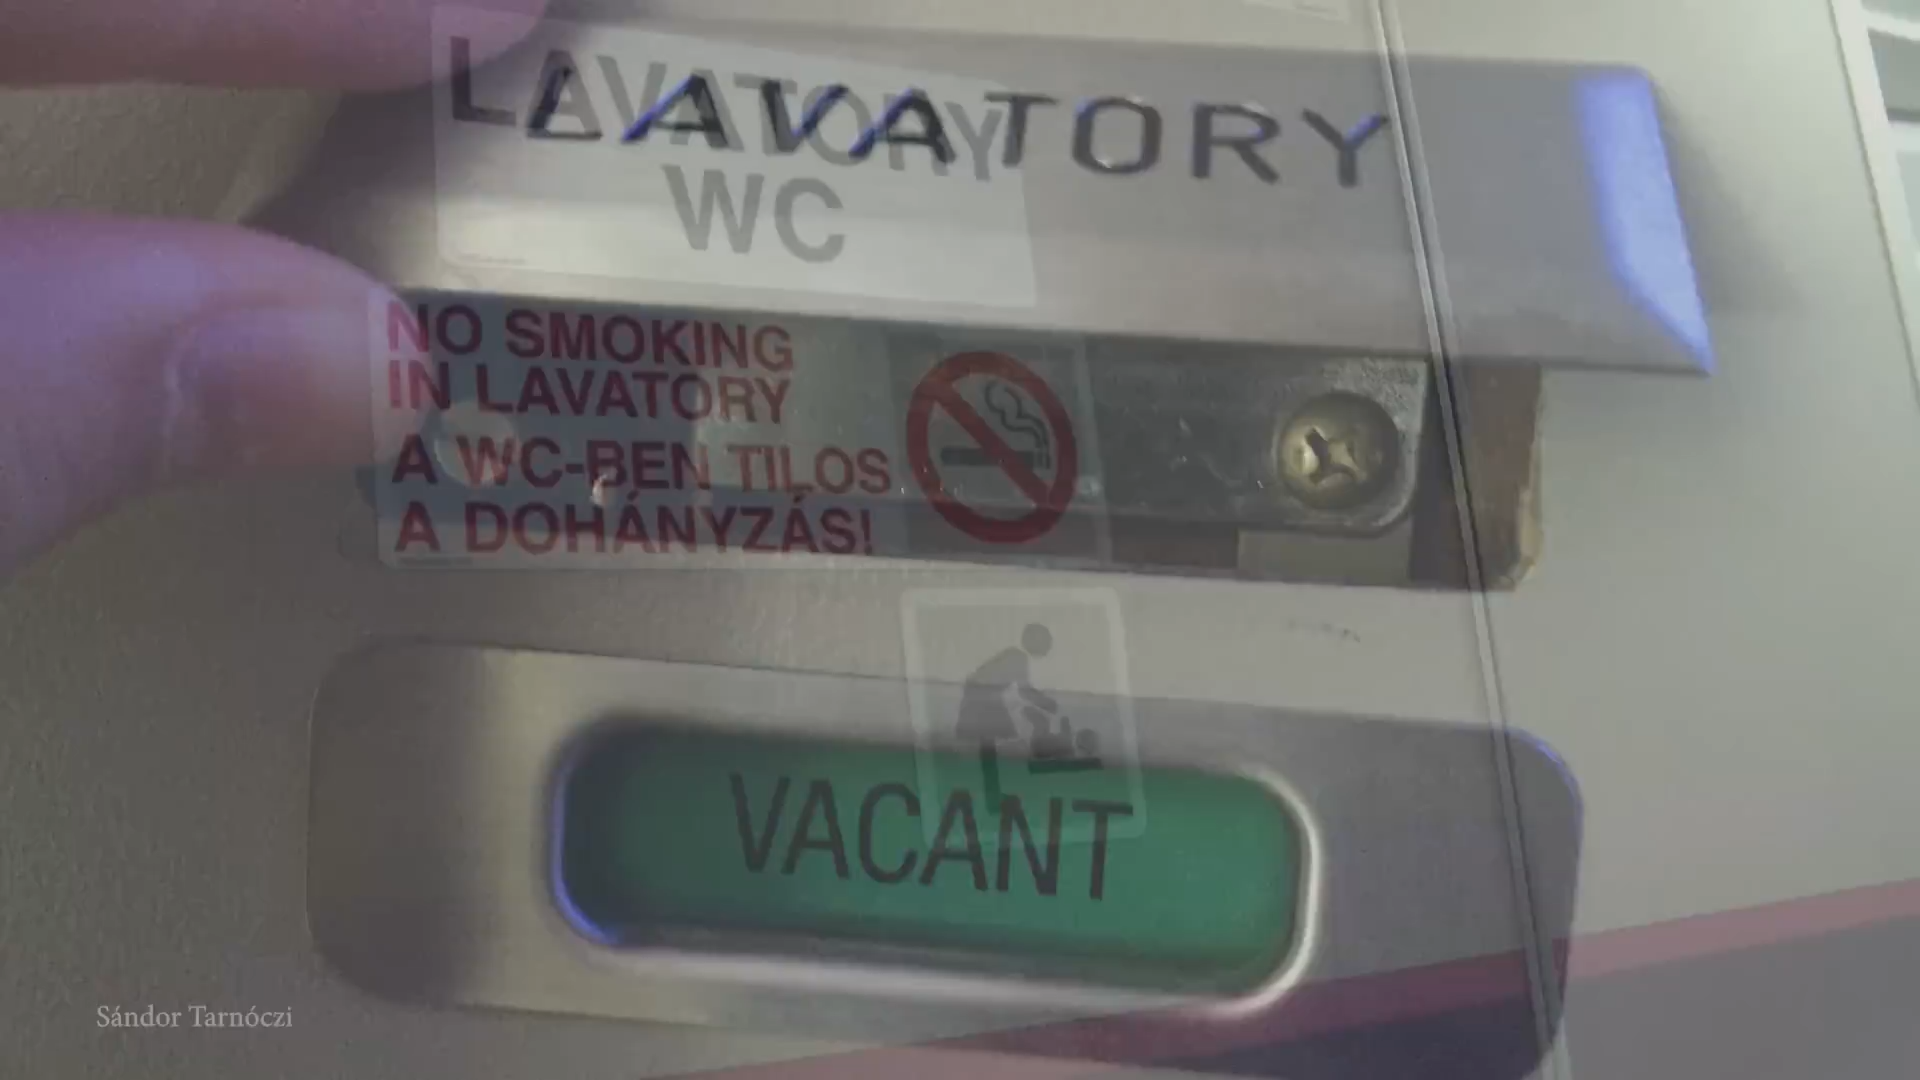 LAVATORY
LAVATORY
WC
NO SMOKING
IN LAVATORY
A WC-BEN TILOS
A DOHÁNYZÁS!
VACANT
Sándor Tarnóczi